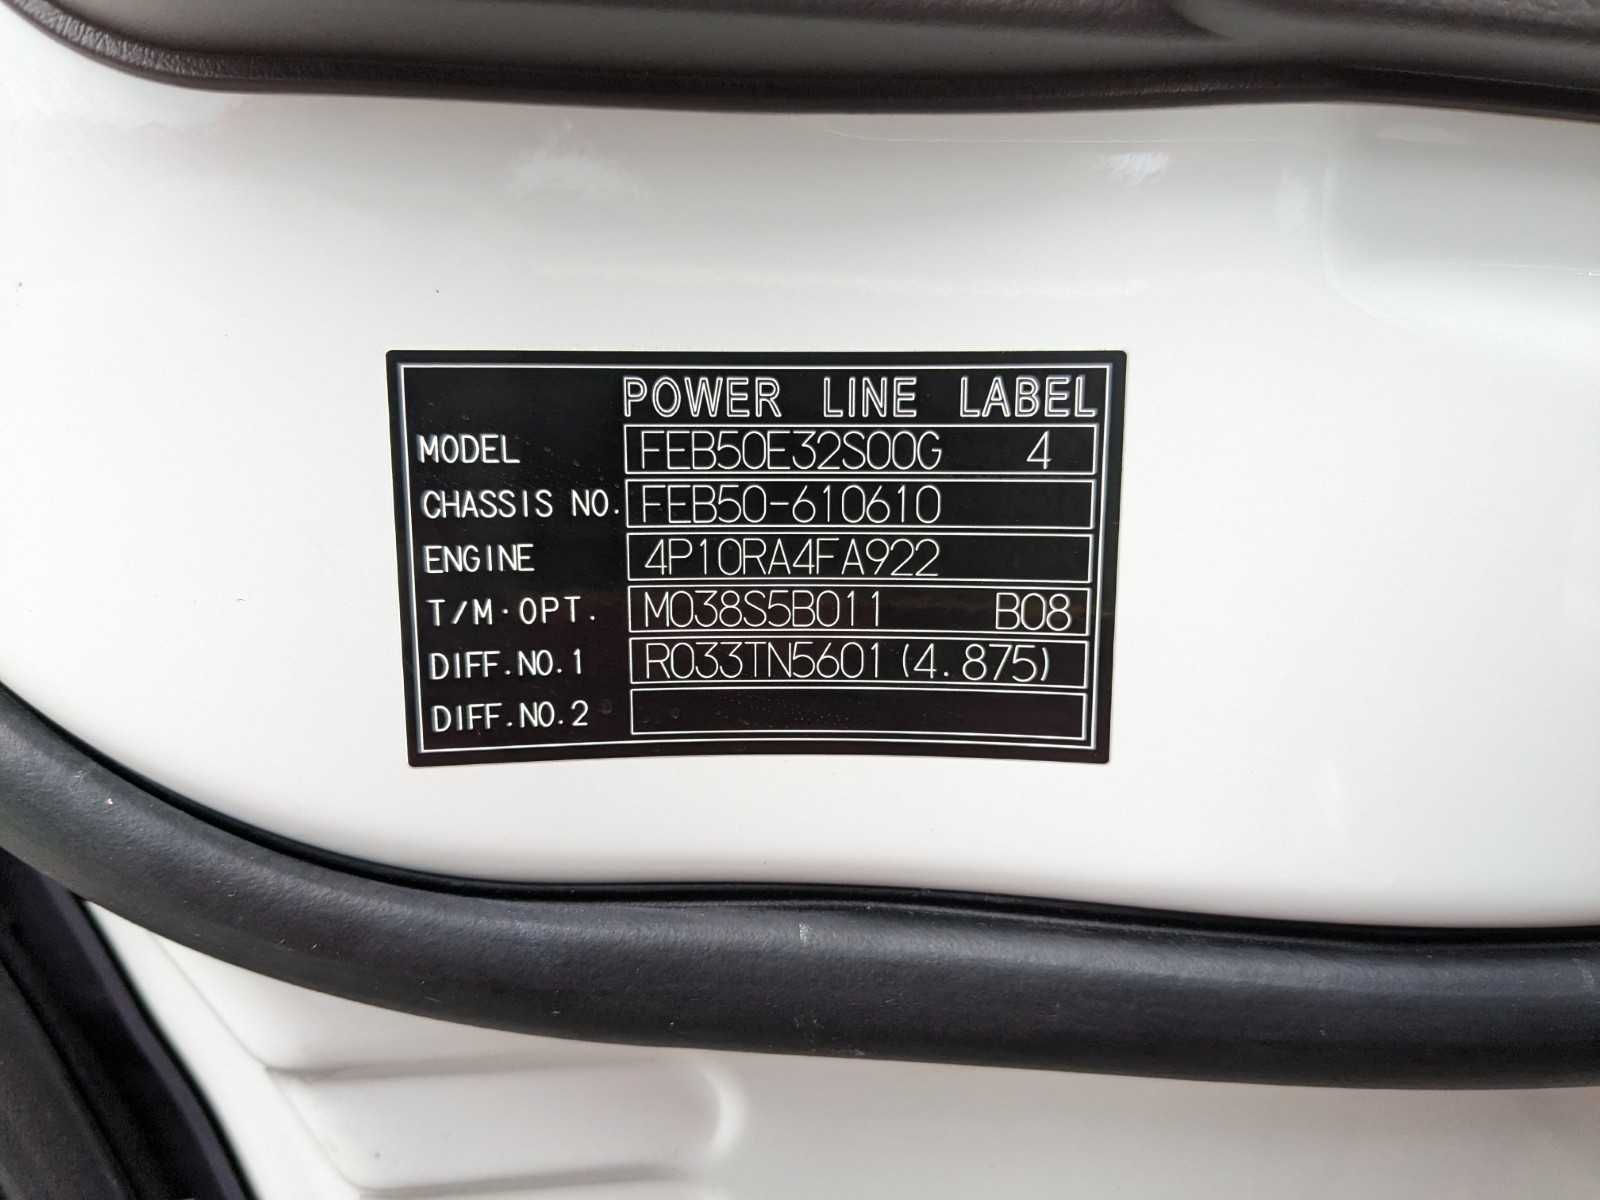 POWER LINE LABEL
MODEL FEB50E32S00G 4
CHASSIS NO. FEB50-610610
ENGINE 4P10RA4FA922
T/M·OPT. M038S5B011 B08
DIFF.NO.1 R033TN5601(4.875)
DIFF.NO.2